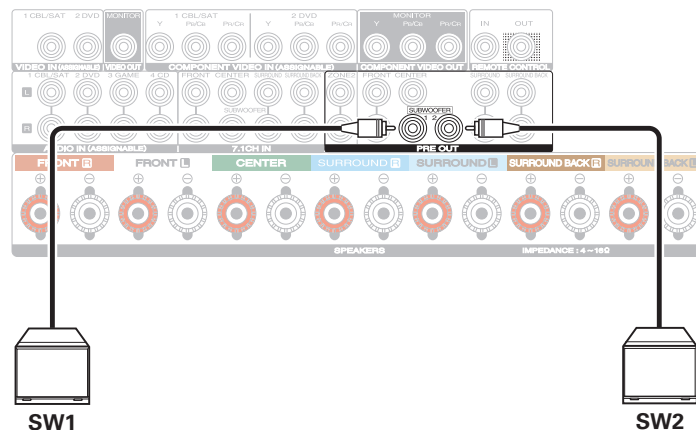 1 CBL/SAT 2 DVD MONITOR 1 CBL/SAT 2 DVD MONITOR
Y PB/CB PR/CR Y PB/CB PR/CR Y PB/CB PR/CR IN OUT
VIDEO IN (ASSIGNABLE) VIDEO OUT COMPONENT VIDEO IN (ASSIGNABLE) COMPONENT VIDEO OUT REMOTE CONTROL
1 CBL/SAT 2 DVD 3 GAME 4 CD FRONT CENTER SURROUND SURROUND BACK ZONE2 FRONT CENTER SURROUND SURROUND BACK
L
SUBWOOFER SUBWOOFER
1 2
R
AUDIO IN (ASSIGNABLE) 7.1CH IN PRE OUT
FRONT R FRONT L CENTER SURROUND R SURROUND L SURROUND BACK R SURROUND BACK L
+ − + − + − + − + − + − +
SPEAKERS IMPEDANCE : 4 ~ 16Ω
SW1 SW2